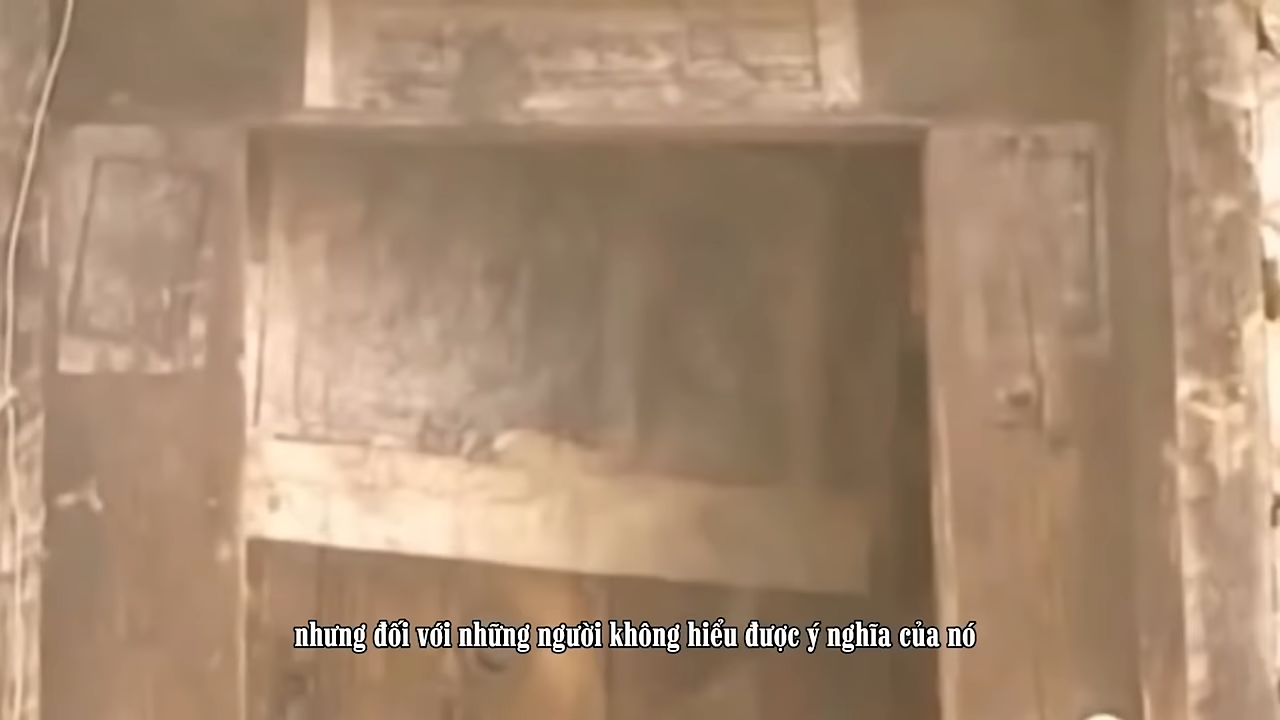 nhưng đối với những người không hiểu được ý nghĩa của nó